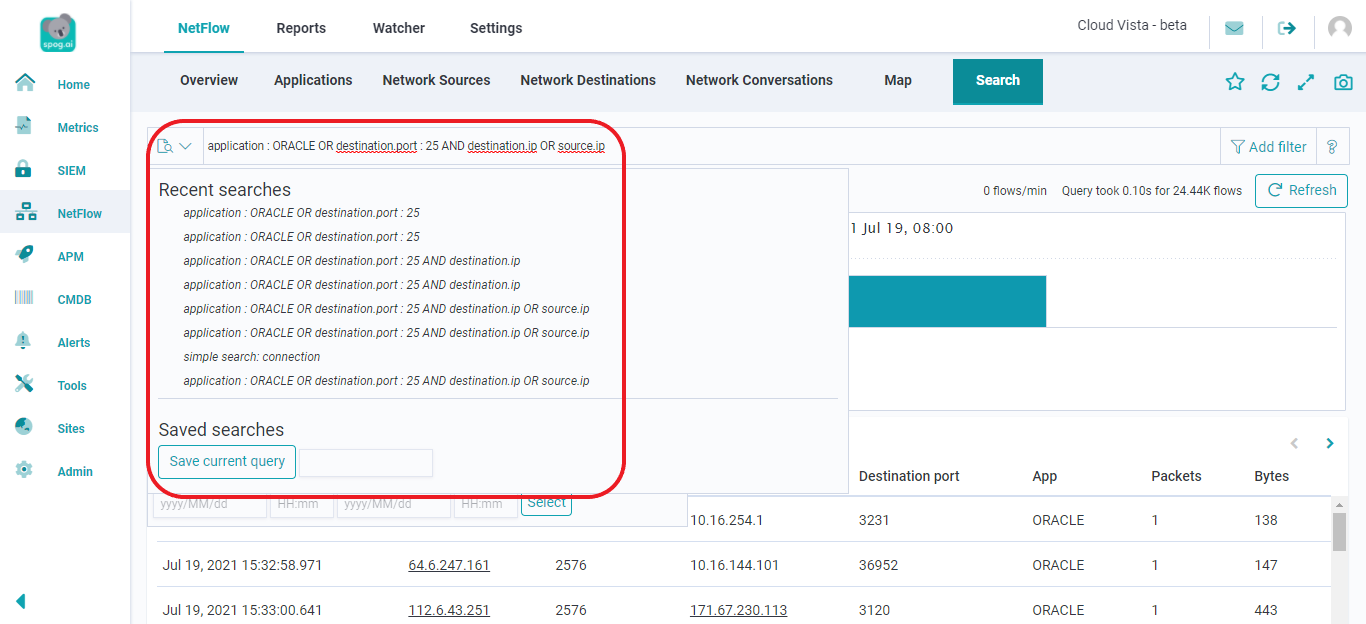 spog.ai
NetFlow Reports Watcher Settings Cloud Vista - beta
Overview Applications Network Sources Network Destinations Network Conversations Map Search
Home
Metrics
SIEM
NetFlow
APM
CMDB
Alerts
Tools
Sites
Admin
application : ORACLE OR destination.port : 25 AND destination.ip OR source.ip
Add filter ?
Recent searches
application : ORACLE OR destination.port : 25
application : ORACLE OR destination.port : 25
application : ORACLE OR destination.port : 25 AND destination.ip
application : ORACLE OR destination.port : 25 AND destination.ip
application : ORACLE OR destination.port : 25 AND destination.ip OR source.ip
application : ORACLE OR destination.port : 25 AND destination.ip OR source.ip
simple search: connection
application : ORACLE OR destination.port : 25 AND destination.ip OR source.ip
Saved searches
Save current query
0 flows/min Query took 0.10s for 24.44K flows Refresh
1 Jul 19, 08:00
Destination port App Packets Bytes
yyyy/MM/dd HH:mm yyyy/MM/dd HH:mm Select
10.16.254.1 3231 ORACLE 1 138
Jul 19, 2021 15:32:58.971 64.6.247.161 2576 10.16.144.101 36952 ORACLE 1 147
Jul 19, 2021 15:33:00.641 112.6.43.251 2576 171.67.230.113 3120 ORACLE 1 443